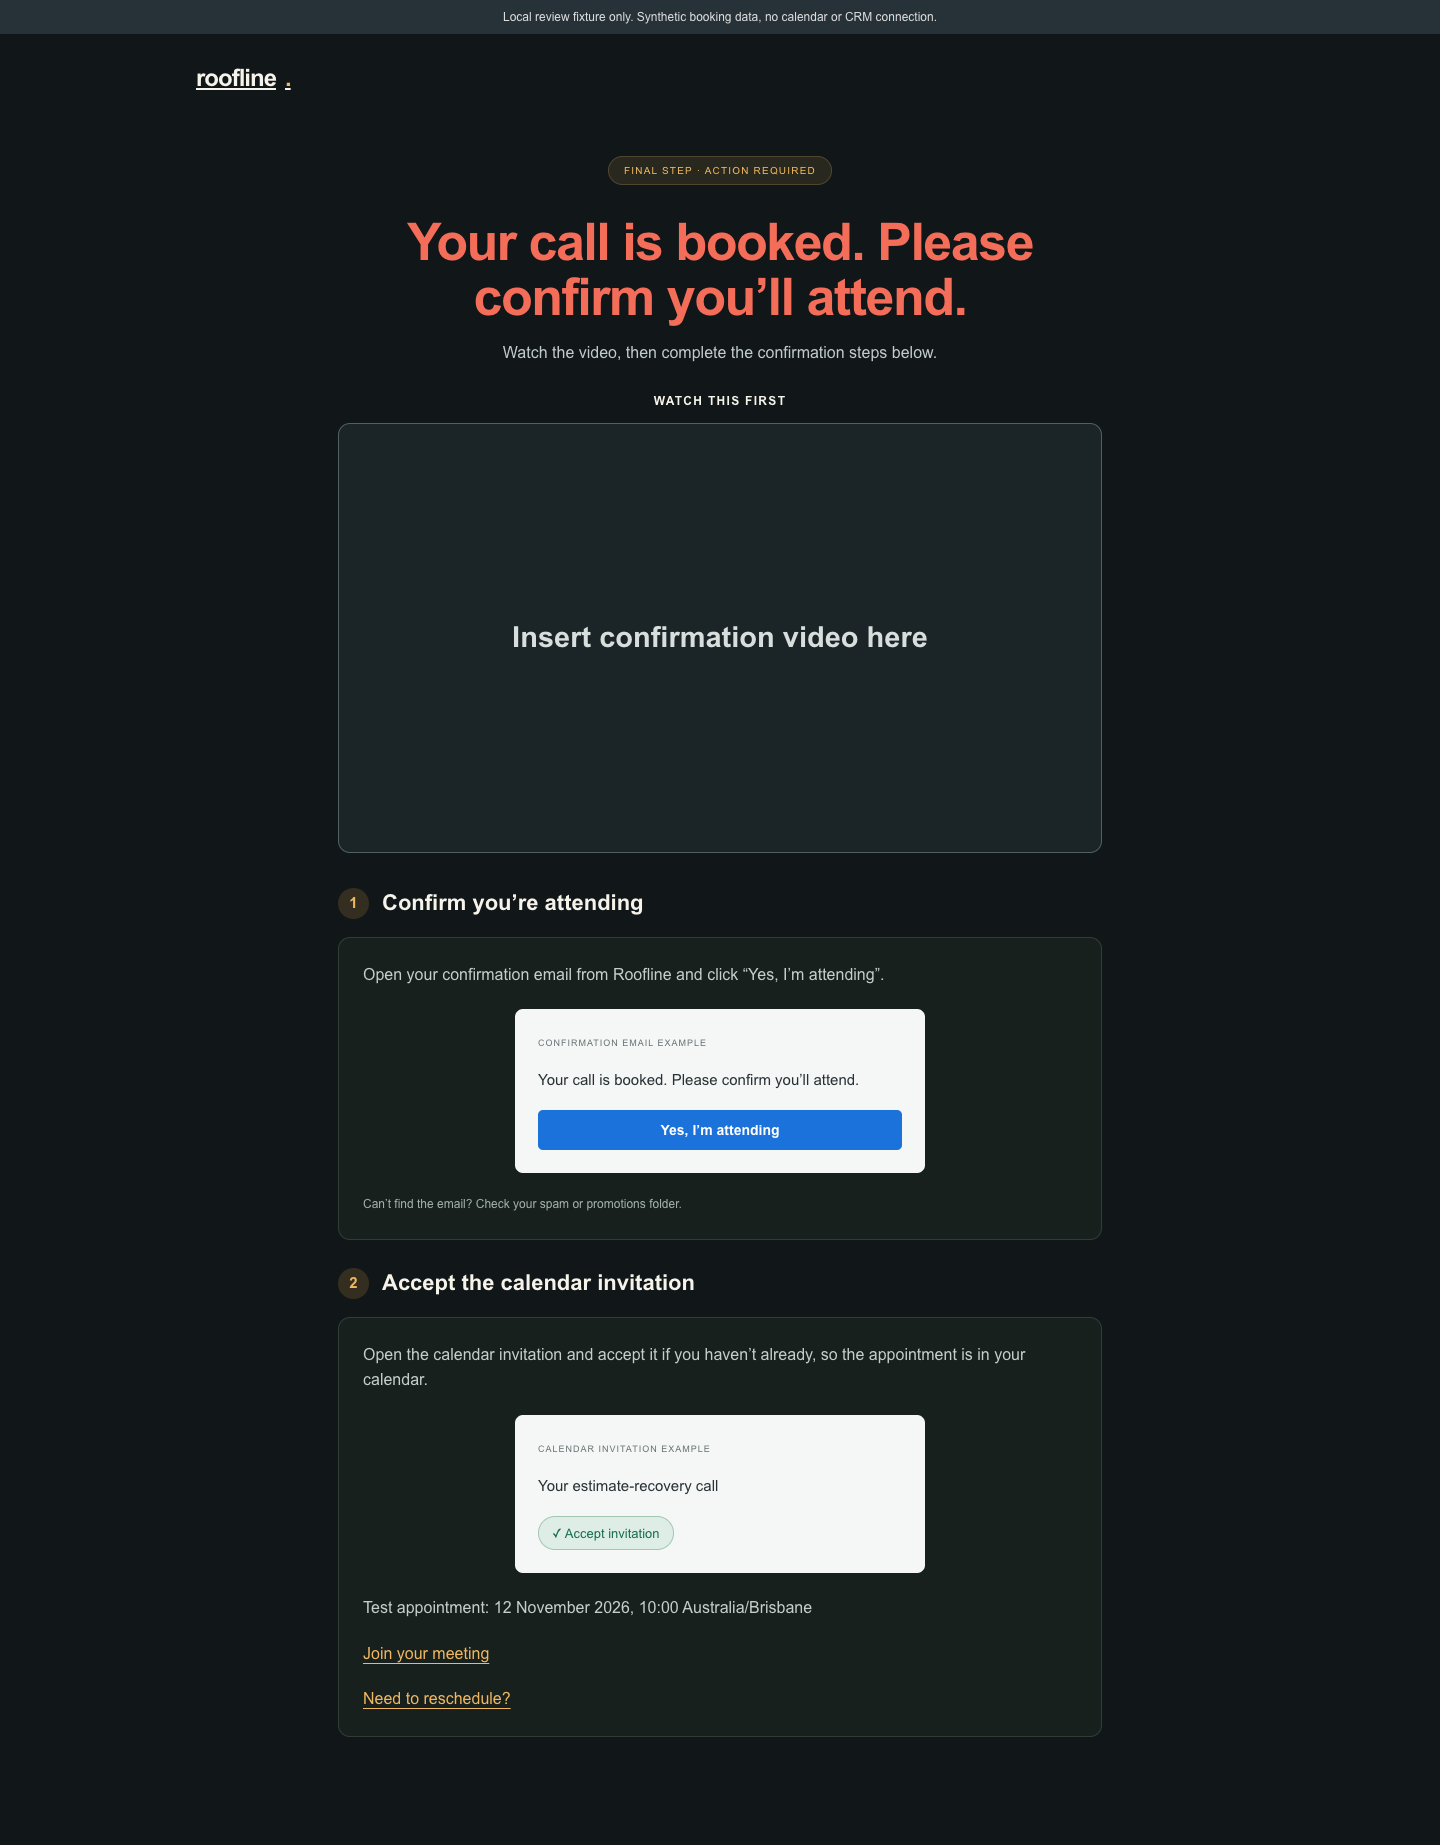 Local review fixture only. Synthetic booking data, no calendar or CRM connection.
roofline .
FINAL STEP · ACTION REQUIRED
Your call is booked. Please
confirm you’ll attend.
Watch the video, then complete the confirmation steps below.
WATCH THIS FIRST
Insert confirmation video here
1 Confirm you’re attending
Open your confirmation email from Roofline and click “Yes, I’m attending”.
CONFIRMATION EMAIL EXAMPLE
Your call is booked. Please confirm you’ll attend.
Yes, I’m attending
Can’t find the email? Check your spam or promotions folder.
2 Accept the calendar invitation
Open the calendar invitation and accept it if you haven’t already, so the appointment is in your
calendar.
CALENDAR INVITATION EXAMPLE
Your estimate-recovery call
✓ Accept invitation
Test appointment: 12 November 2026, 10:00 Australia/Brisbane
Join your meeting
Need to reschedule?